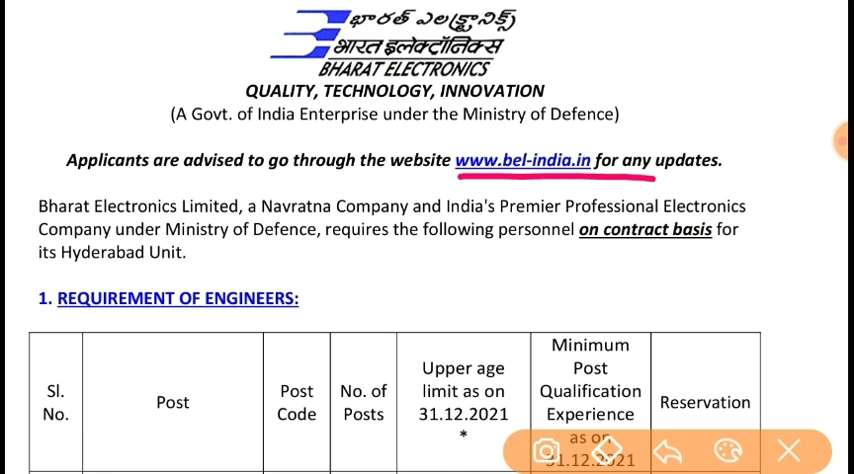 భారత్ ఎలక్ట్రానిక్స్
भारत इलेक्ट्रॉनिक्स
BHARAT ELECTRONICS
QUALITY, TECHNOLOGY, INNOVATION
(A Govt. of India Enterprise under the Ministry of Defence)
Applicants are advised to go through the website www.bel-india.in for any updates.
Bharat Electronics Limited, a Navratna Company and India's Premier Professional Electronics
Company under Ministry of Defence, requires the following personnel on contract basis for
its Hyderabad Unit.
1. REQUIREMENT OF ENGINEERS:
Sl.
No.
Post
Post
Code
No. of
Posts
Upper age
limit as on
31.12.2021
*
Minimum
Post
Qualification
Experience
as on
31.12.2021
Reservation